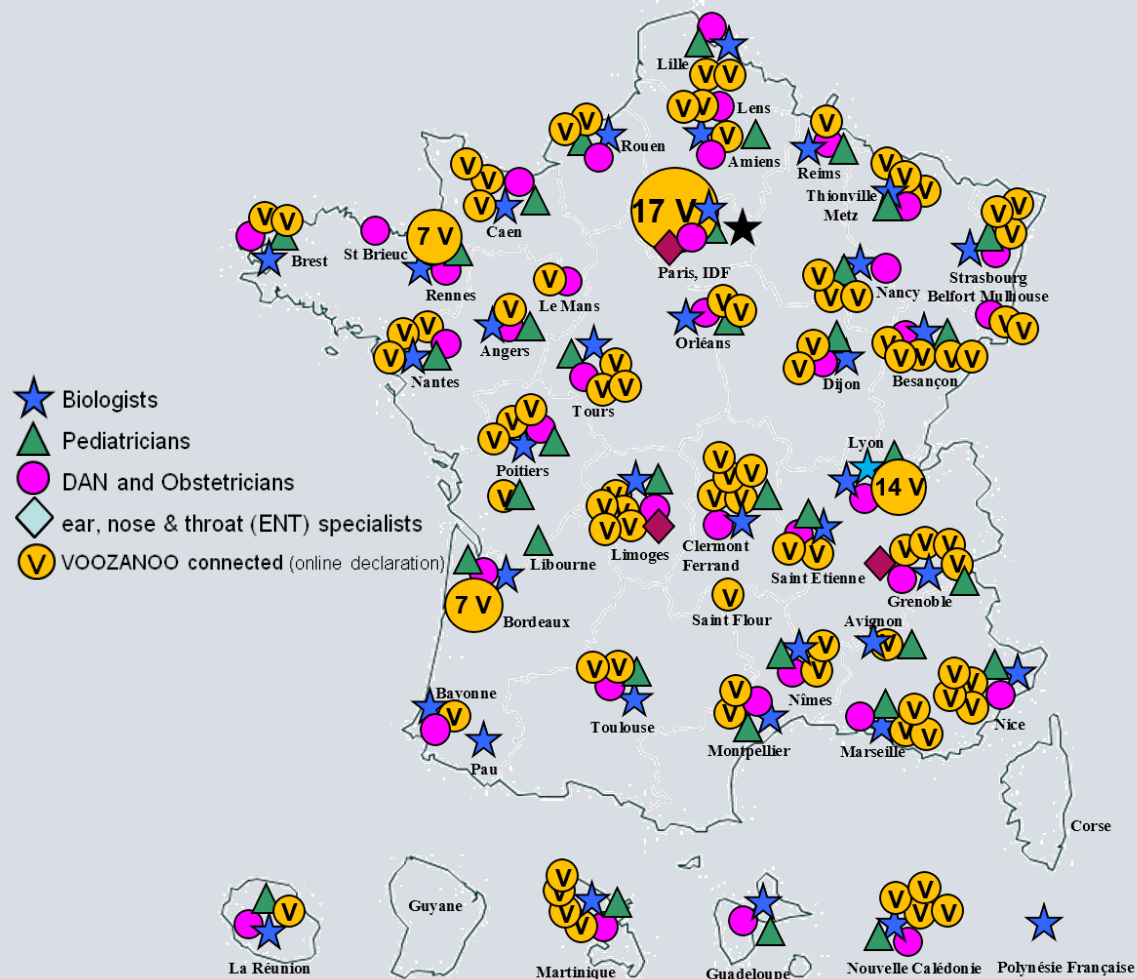 Lille
V V
V V Lens
V V
Rouen
V
Amiens
V
Reims
V
V
V
Thionville
Metz
V
V
V
Caen
17 V
Paris, IDF
V
V
V
Strasbourg
V V
Brest
St Brieuc
7 V
Rennes
V
Le Mans
V
V V
Nancy
Belfort Mulhouse
V
V
V V
V
Nantes
V
Angers
V
V
Orléans
V
V
Dijon
V
V V V V
Besançon
V
V V
Tours
Biologists
Pediatricians
DAN and Obstetricians
ear, nose & throat (ENT) specialists
V VOOZANOO connected (online declaration)
V
V
V
Poitiers
V
Libourne
7 V
Bordeaux
V
V V
V V
Limoges
V
V
V
V V
Clermont
Ferrand
Lyon
14 V
V V
Saint Etienne
V
Saint Flour
V V V
V
Grenoble
Avignon
V
V
V
Nîmes
V V
Toulouse
V
V
Montpellier
V
V V
Marseille
V
V
V
V
Nice
Bayonne
V
Pau
Corse
V
La Réunion
Guyane
V
V
V
V
Martinique
Guadeloupe
V V
V V
Nouvelle Calédonie
Polynésie Française